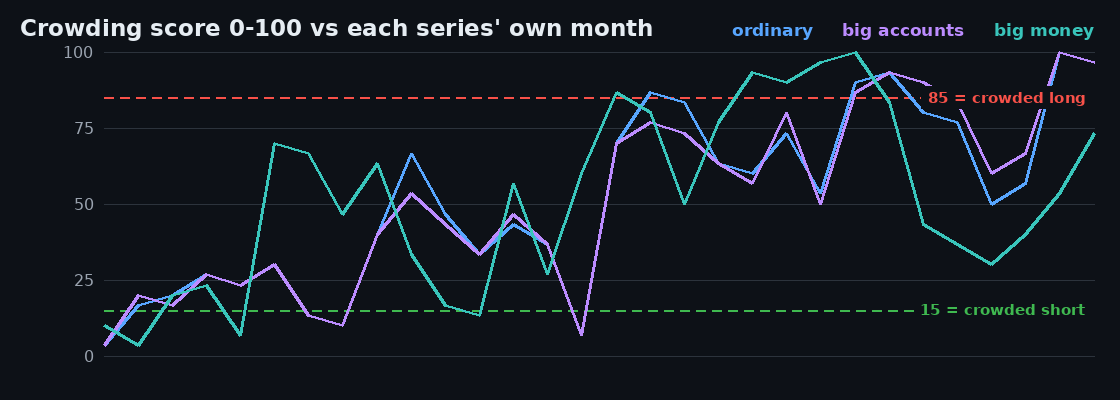 Crowding score 0-100 vs each series' own month
ordinary big accounts big money
100
85 = crowded long
75
50
25
15 = crowded short
0